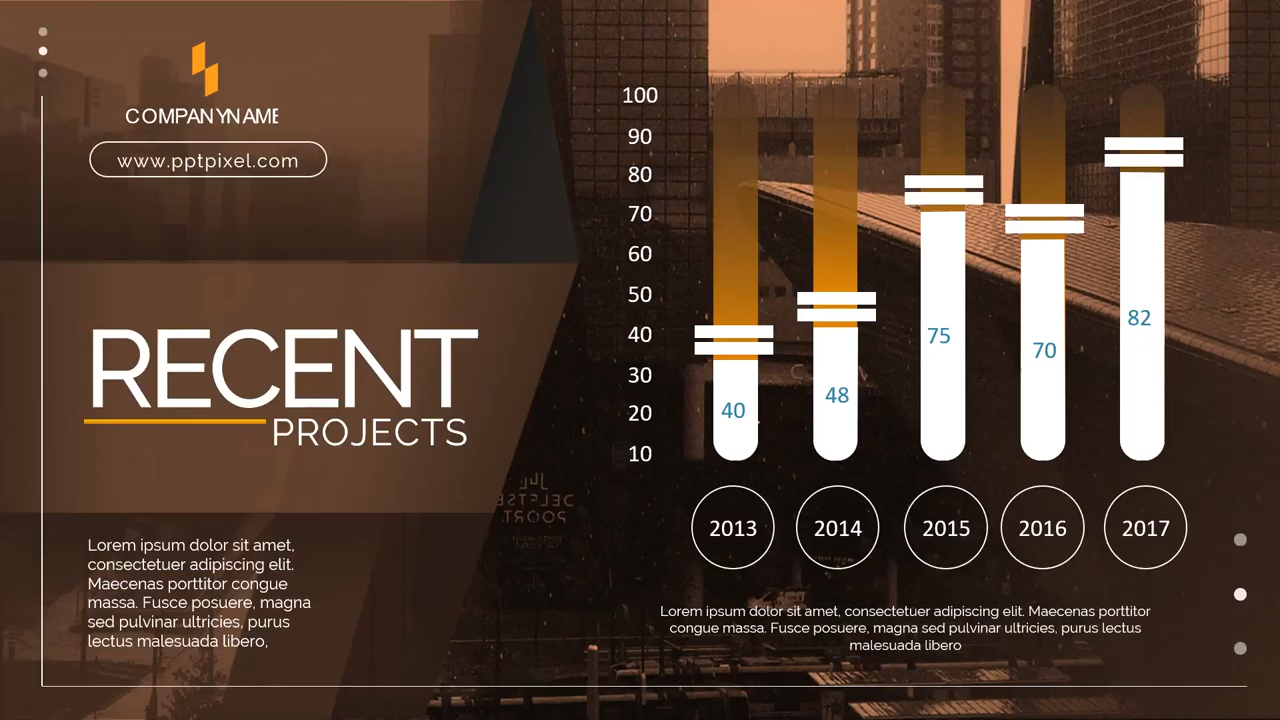 COMPANYNAME
www.pptpixel.com
RECENT
PROJECTS
Lorem ipsum dolor sit amet,
consectetuer adipiscing elit.
Maecenas porttitor congue
massa. Fusce posuere, magna
sed pulvinar ultricies, purus
lectus malesuada libero,
100
90
80
70
60
50
40
30
20
10
40
48
75
70
82
2013
2014
2015
2016
2017
Lorem ipsum dolor sit amet, consectetuer adipiscing elit. Maecenas porttitor
congue massa. Fusce posuere, magna sed pulvinar ultricies, purus lectus
malesuada libero